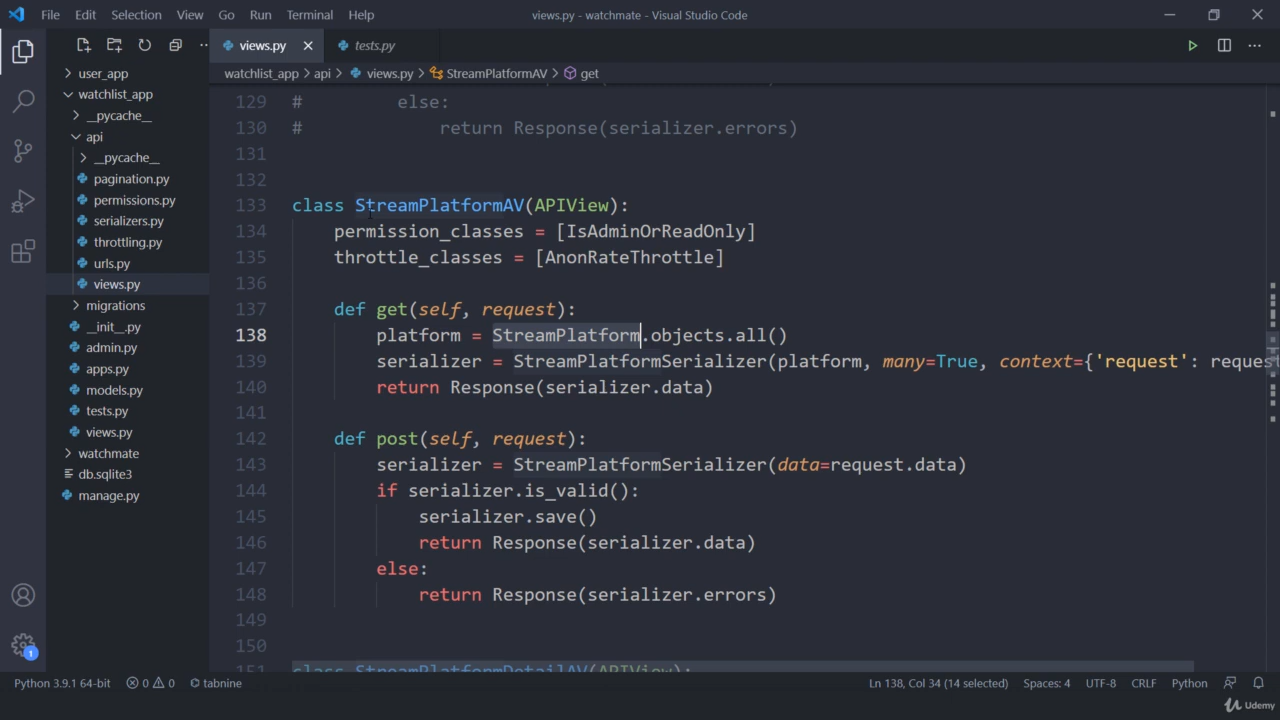 File Edit Selection View Go Run Terminal Help views.py - watchmate - Visual Studio Code
views.py tests.py
watchlist_app > api > views.py > StreamPlatformAV > get
user_app
watchlist_app
__pycache__
api
__pycache__
pagination.py
permissions.py
serializers.py
throttling.py
urls.py
views.py
migrations
__init__.py
admin.py
apps.py
models.py
tests.py
views.py
watchmate
db.sqlite3
manage.py
129 #         else:
130 #             return Response(serializer.errors)
131
132
133 class StreamPlatformAV(APIView):
134     permission_classes = [IsAdminOrReadOnly]
135     throttle_classes = [AnonRateThrottle]
136
137     def get(self, request):
138         platform = StreamPlatform.objects.all()
139         serializer = StreamPlatformSerializer(platform, many=True, context={'request': reques
140         return Response(serializer.data)
141
142     def post(self, request):
143         serializer = StreamPlatformSerializer(data=request.data)
144         if serializer.is_valid():
145             serializer.save()
146             return Response(serializer.data)
147         else:
148             return Response(serializer.errors)
149
150
151 class StreamPlatformDetailAV(APIView):
1
Python 3.9.1 64-bit 0 0 tabnine Ln 138, Col 34 (14 selected) Spaces: 4 UTF-8 CRLF Python
Udemy